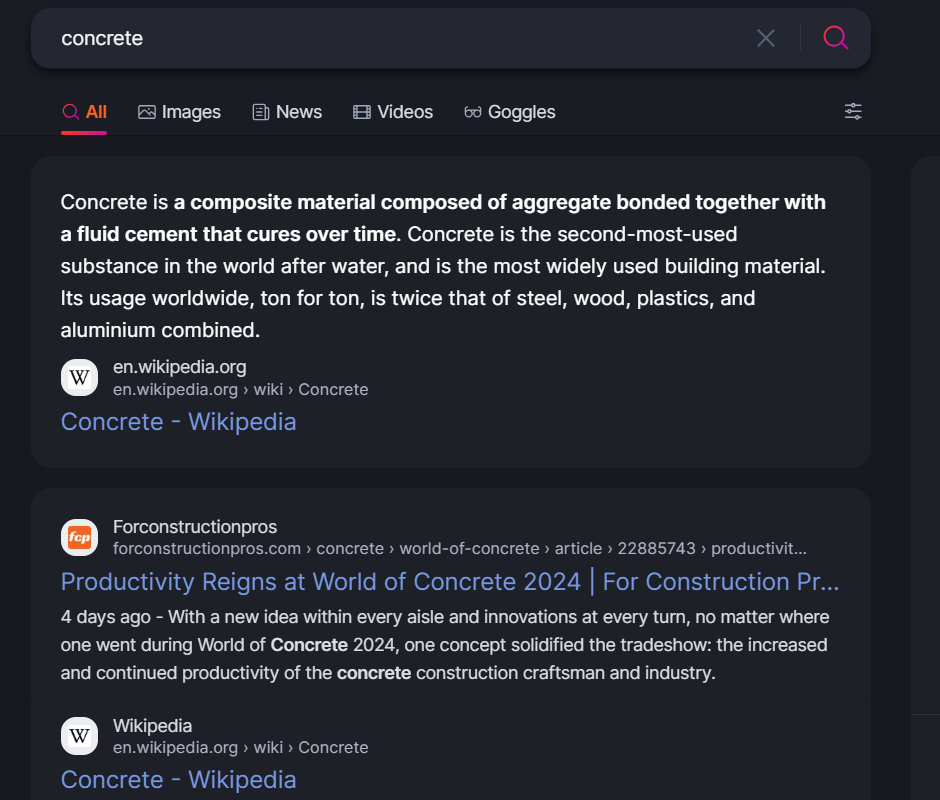 concrete
All Images News Videos Goggles
Concrete is a composite material composed of aggregate bonded together with
a fluid cement that cures over time. Concrete is the second-most-used
substance in the world after water, and is the most widely used building material.
Its usage worldwide, ton for ton, is twice that of steel, wood, plastics, and
aluminium combined.
W
en.wikipedia.org
en.wikipedia.org › wiki › Concrete
Concrete - Wikipedia
fcp
Forconstructionpros
forconstructionpros.com › concrete › world-of-concrete › article › 22885743 › productivit...
Productivity Reigns at World of Concrete 2024 | For Construction Pr...
4 days ago - With a new idea within every aisle and innovations at every turn, no matter where
one went during World of Concrete 2024, one concept solidified the tradeshow: the increased
and continued productivity of the concrete construction craftsman and industry.
W
Wikipedia
en.wikipedia.org › wiki › Concrete
Concrete - Wikipedia